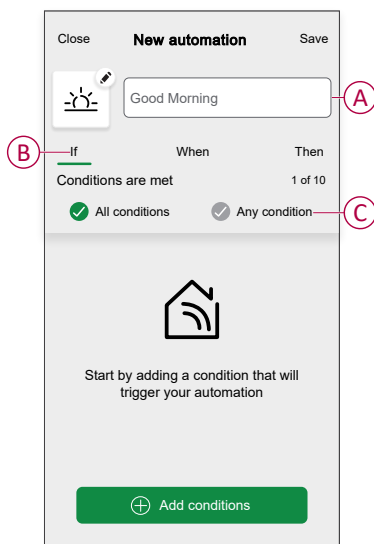 Close New automation Save
Good Morning
A
B
If When Then
Conditions are met 1 of 10
All conditions Any condition
C
Start by adding a condition that will
trigger your automation
Add conditions